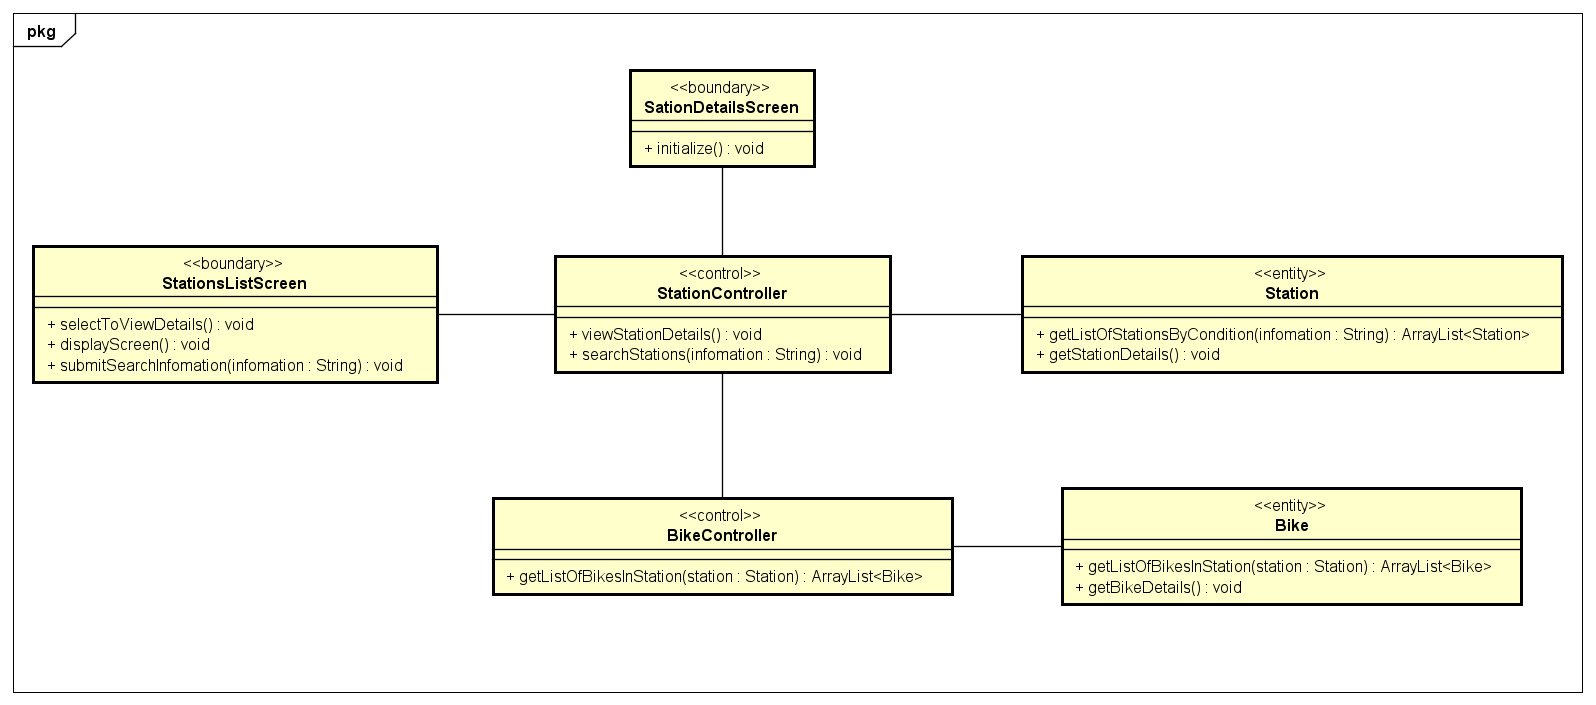 pkg
<<boundary>>
SationDetailsScreen
+ initialize() : void
<<boundary>>
StationsListScreen
+ selectToViewDetails() : void
+ displayScreen() : void
+ submitSearchInfomation(infomation : String) : void
<<control>>
StationController
+ viewStationDetails() : void
+ searchStations(infomation : String) : void
<<entity>>
Station
+ getListOfStationsByCondition(infomation : String) : ArrayList<Station>
+ getStationDetails() : void
<<control>>
BikeController
+ getListOfBikesInStation(station : Station) : ArrayList<Bike>
<<entity>>
Bike
+ getListOfBikesInStation(station : Station) : ArrayList<Bike>
+ getBikeDetails() : void